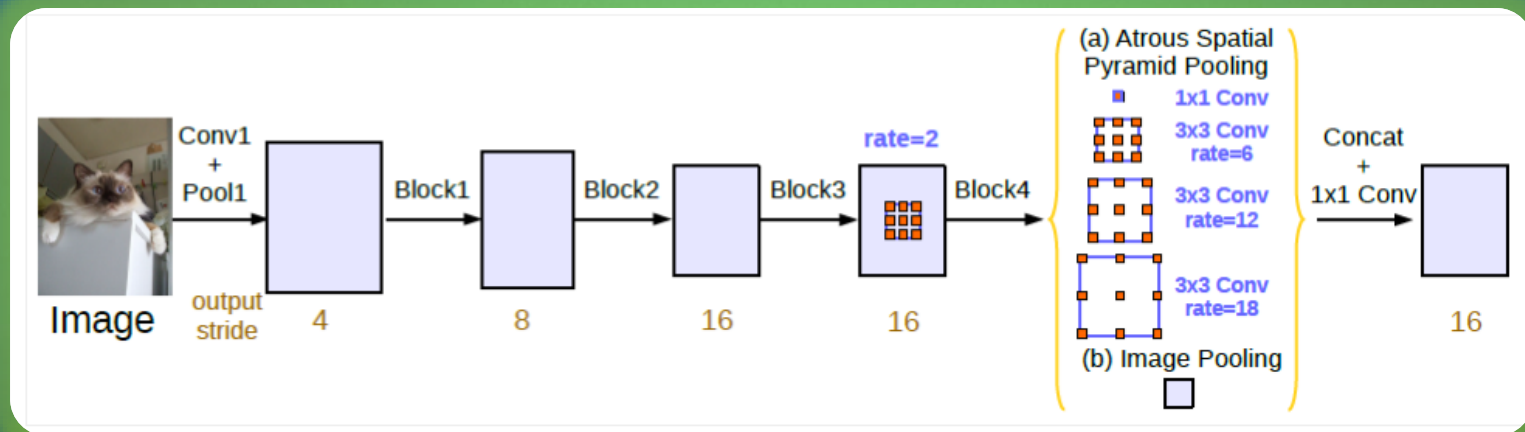 (a) Atrous Spatial
Pyramid Pooling
1x1 Conv
3x3 Conv
rate=6
3x3 Conv
rate=12
3x3 Conv
rate=18
(b) Image Pooling
Conv1
+
Pool1
Block1
Block2
Block3
rate=2
Block4
Concat
+
1x1 Conv
Image
output
stride
4
8
16
16
16